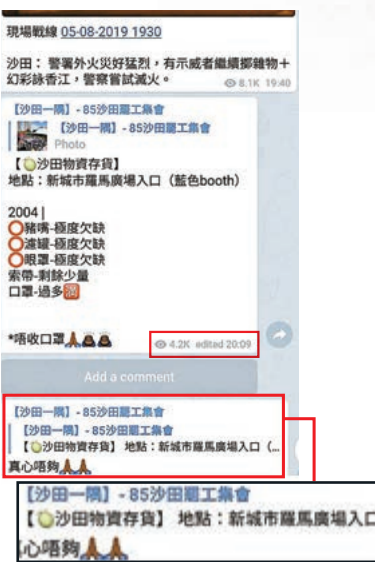 現場戰線 05-08-2019 1930
沙田： 警署外火災好猛烈，有示威者繼續掷雜物＋
幻彩詠香江，警察嘗試滅火。
8.1K 19:40
【沙田一隅】- 85沙田罷工集會
【沙田一隅】- 85沙田罷工集會
Photo
【🍋沙田物資存貨】
地點：新城市羅馬廣場入口（藍色booth）
2004 |
⭕豬嘴-極度欠缺
⭕濾罐-極度欠缺
⭕眼罩-極度欠缺
索帶-剩餘少量
口罩-過多🈵
*唔收口罩🙏🙇🙇
4.2K edited 20:09
Add a comment
【沙田一隅】- 85沙田罷工集會
【沙田一隅】- 85沙田罷工集會
【🍋沙田物資存貨】 地點：新城市羅馬廣場入口（...
真心唔夠🙏🙏
【沙田一隅】- 85沙田罷工集會
【🍋沙田物資存貨】 地點：新城市羅馬廣場入口
心唔夠🙏🙏